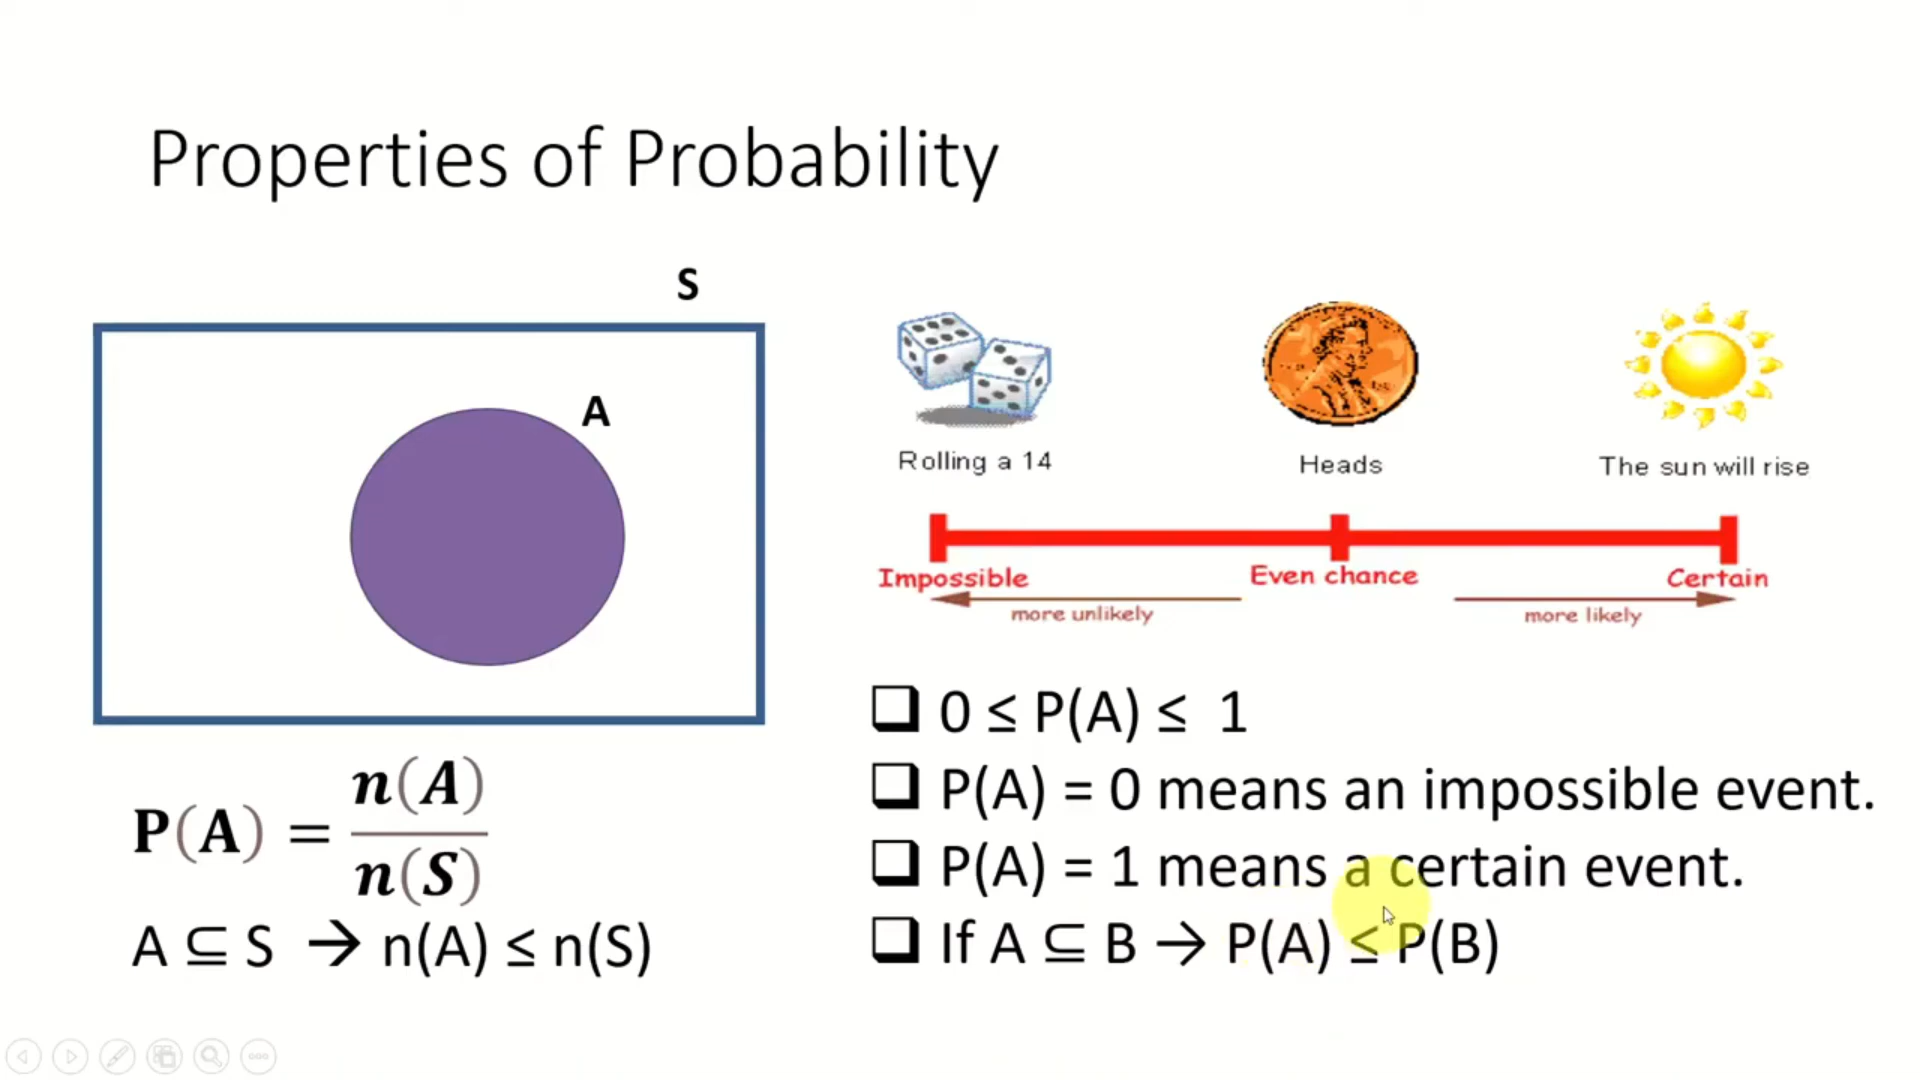 Properties of Probability
S
A
P(A) = n(A)/n(S)
A ⊆ S → n(A) ≤ n(S)
Rolling a 14
Heads
The sun will rise
Impossible
Even chance
Certain
more unlikely
more likely
❑ 0 ≤ P(A) ≤ 1
❑ P(A) = 0 means an impossible event.
❑ P(A) = 1 means a certain event.
❑ If A ⊆ B → P(A) ≤ P(B)